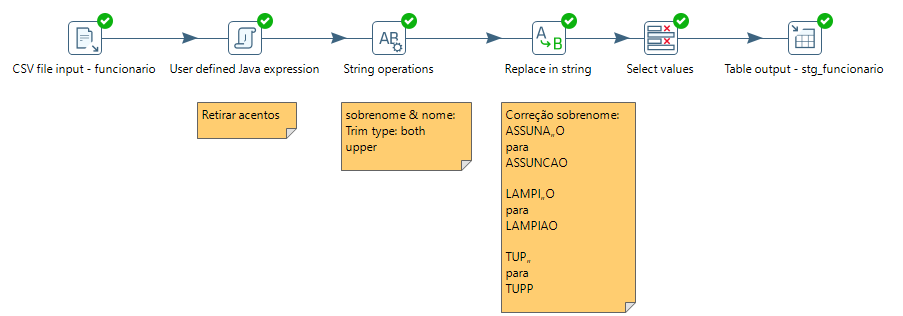 CSV file input - funcionario
User defined Java expression
String operations
Replace in string
Select values
Table output - stg_funcionario
Retirar acentos
sobrenome & nome:
Trim type: both
upper
Correção sobrenome:
ASSUNA„O
para
ASSUNCAO
LAMPI„O
para
LAMPIAO
TUP„
para
TUPP